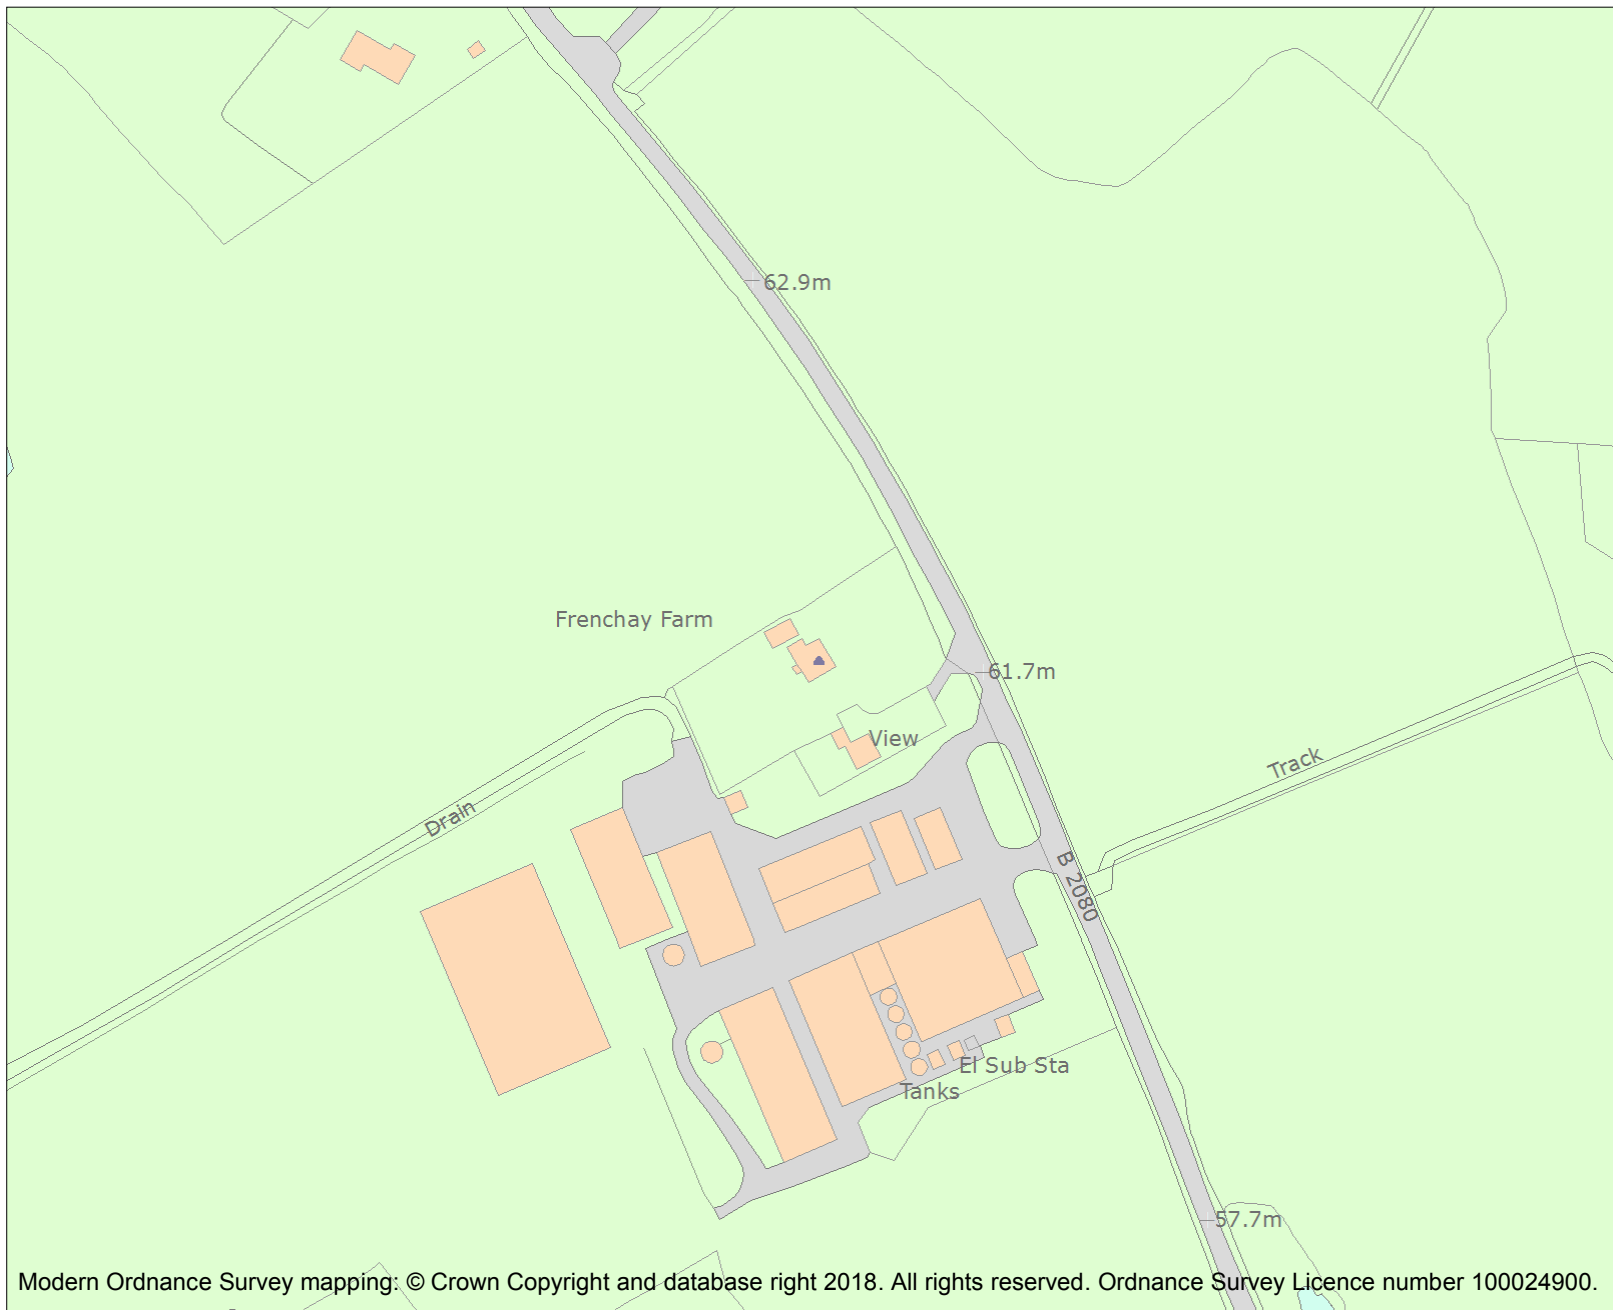 62.9m
Frenchay Farm
61.7m
View
Track
Drain
B 2080
El Sub Sta
Tanks
57.7m
Modern Ordnance Survey mapping: © Crown Copyright and database right 2018. All rights reserved. Ordnance Survey Licence number 100024900.